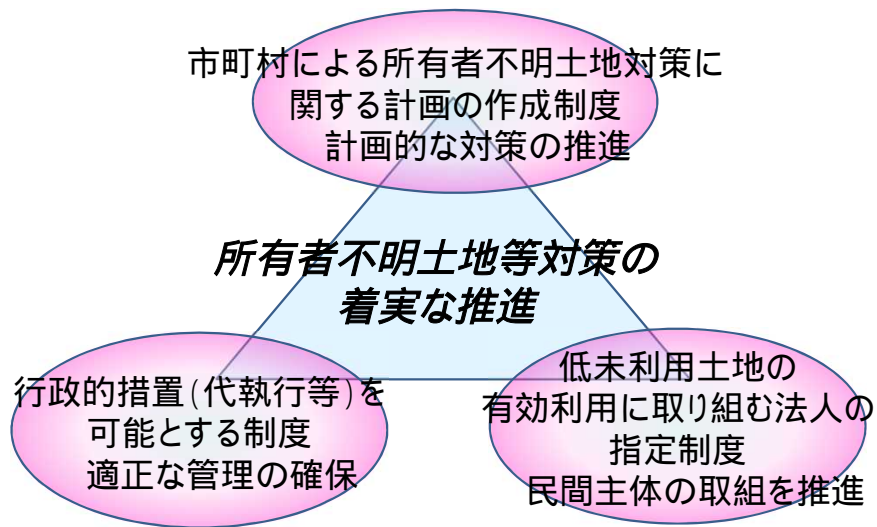 市町村による所有者不明土地対策に
関する計画の作成制度
計画的な対策の推進
所有者不明土地等対策の
着実な推進
行政的措置(代執行等)を
可能とする制度
適正な管理の確保
低未利用土地の
有効利用に取り組む法人の
指定制度
民間主体の取組を推進